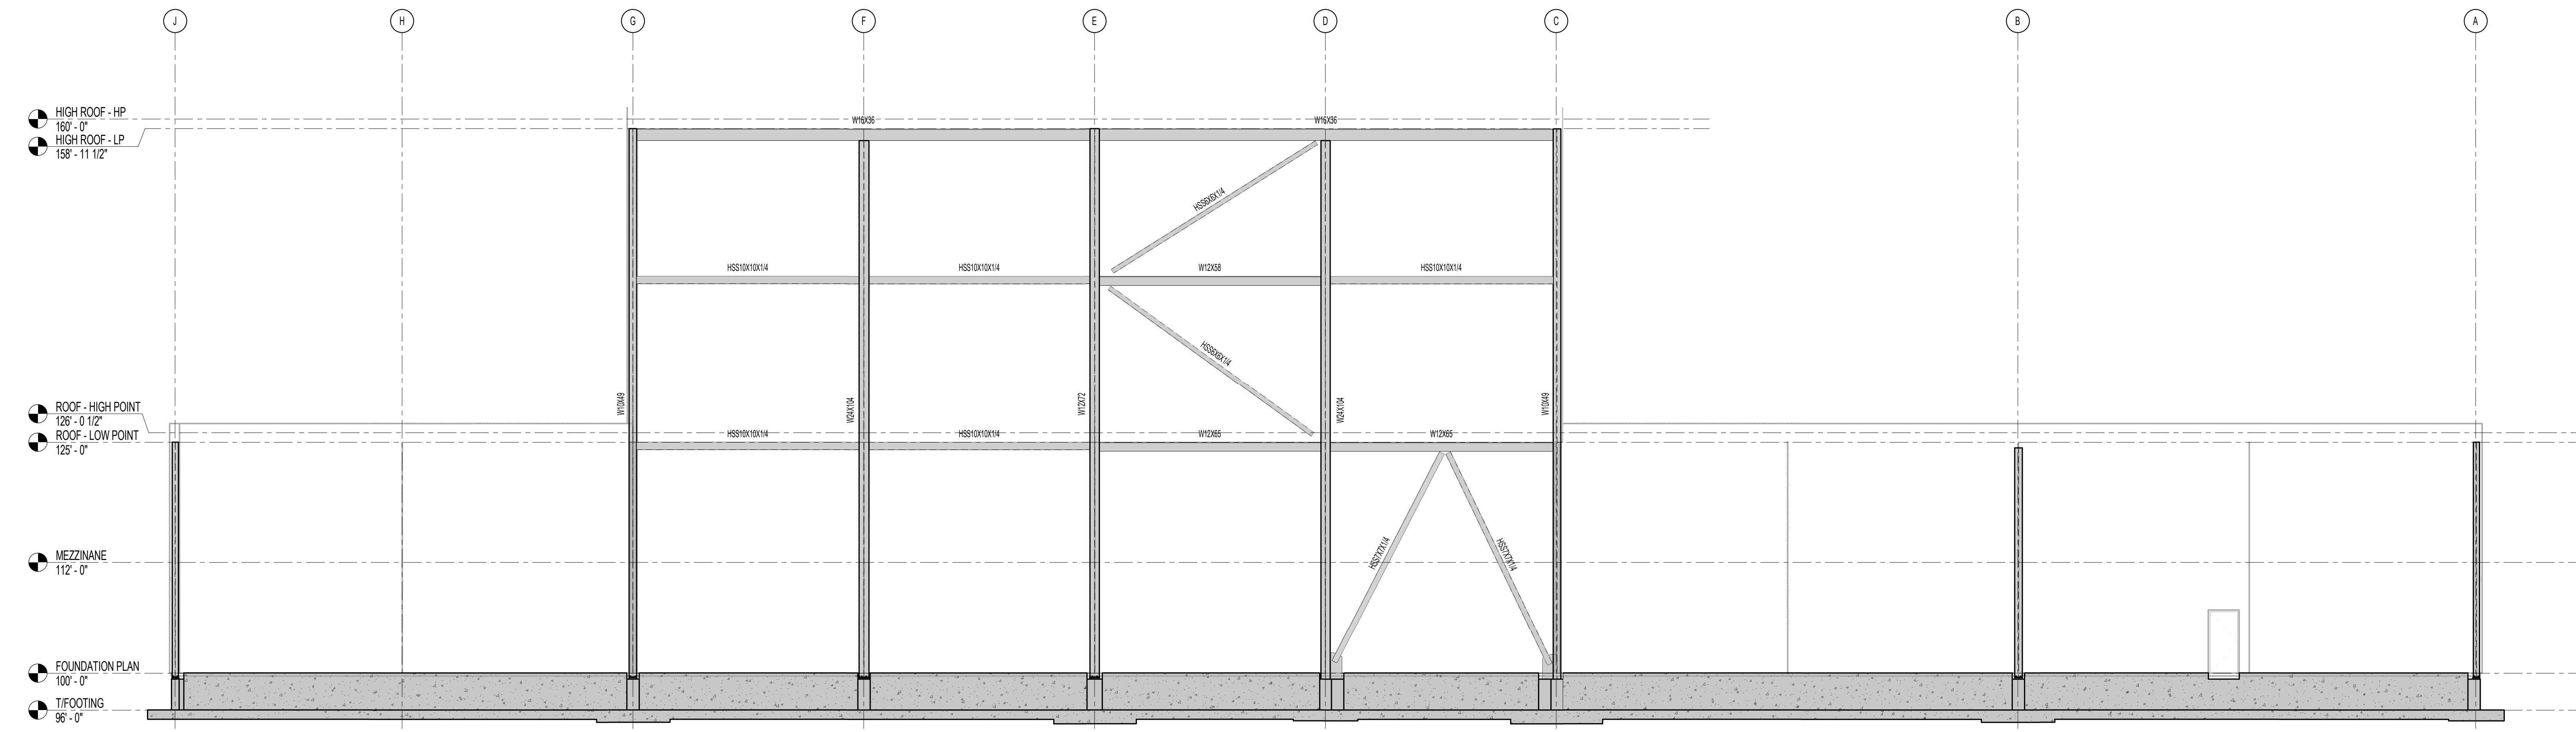 J H G F E D C B A
HIGH ROOF - HP
160' - 0"
HIGH ROOF - LP
158' - 11 1/2"
W16X36 W16X36
HSS6X6X1/4
HSS10X10X1/4 HSS10X10X1/4 W12X58 HSS10X10X1/4
HSS6X6X1/4
W10X49 W24X104 W12X72 W24X104 W10X49
ROOF - HIGH POINT
126' - 0 1/2"
ROOF - LOW POINT
125' - 0"
HSS10X10X1/4 HSS10X10X1/4 W12X65 W12X65
HSS7X7X1/4 HSS7X7X1/4
MEZZINANE
112' - 0"
FOUNDATION PLAN
100' - 0"
T/FOOTING
96' - 0"